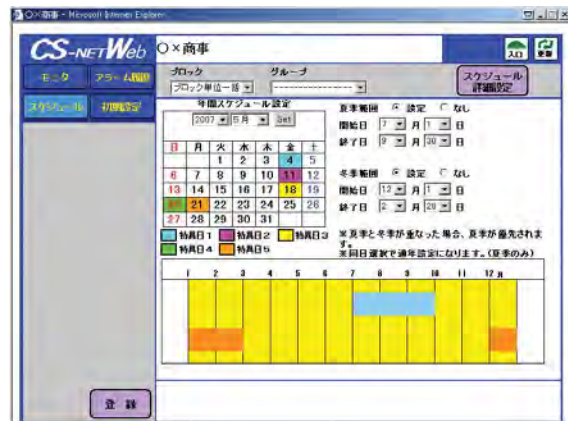 ○×商事 - Microsoft Internet Explorer
CS-NETWeb
○×商事
入口
更新
モニタ
アラーム履歴
スケジュール
初期設定
ブロック
グループ
ブロック単位一括
スケジュール
詳細設定
年間スケジュール設定
2007 5月 Set
日 月 火 水 木 金 土
1 2 3 4 5
6 7 8 9 10 11 12
13 14 15 16 17 18 19
20 21 22 23 24 25 26
27 28 29 30 31
特異日1 特異日2 特異日3
特異日4 特異日5
夏季範囲 設定 なし
開始日 7 月 1 日
終了日 9 月 30 日
冬季範囲 設定 なし
開始日 12 月 1 日
終了日 2 月 28 日
※夏季と冬季が重なった場合、夏季が優先されま
す。
※同日選択で通年設定になります。(夏季のみ)
1 2 3 4 5 6 7 8 9 10 11 12 月
登録